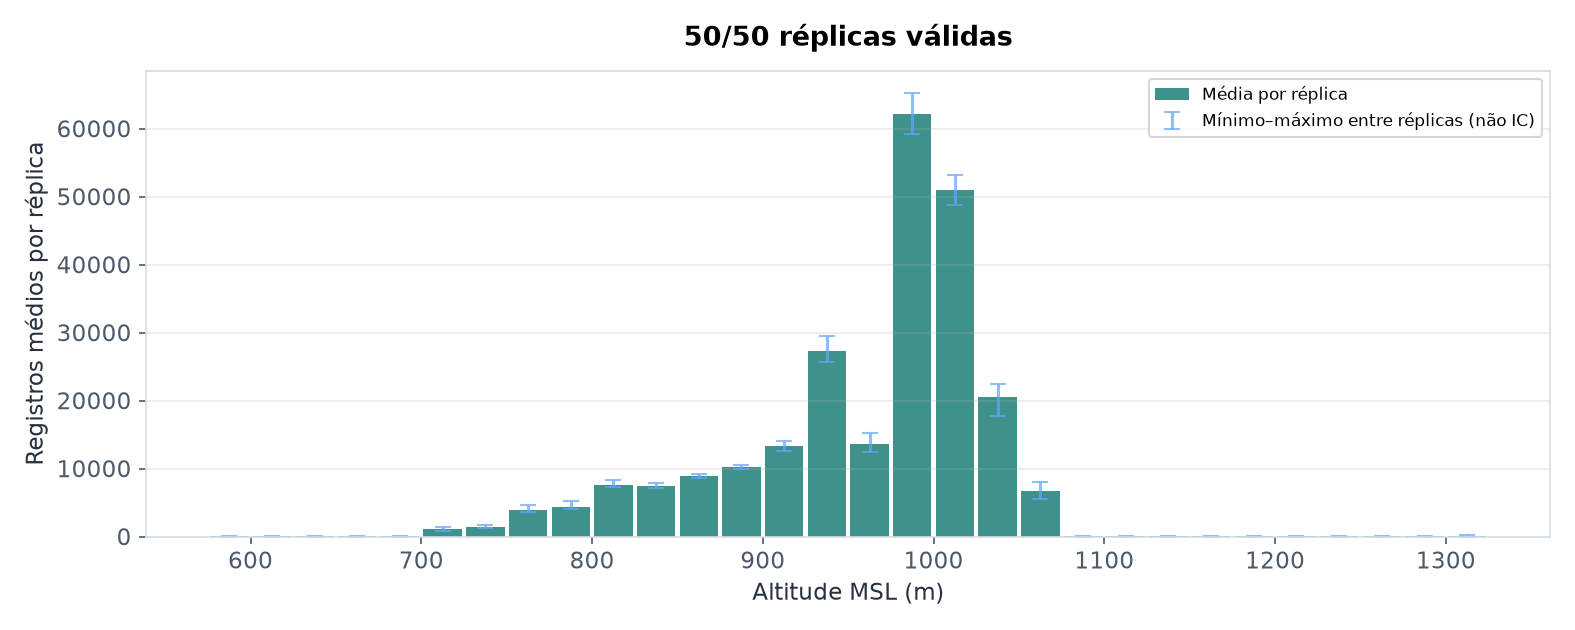 50/50 réplicas válidas
Média por réplica
Mínimo–máximo entre réplicas (não IC)
Registros médios por réplica
60000
50000
40000
30000
20000
10000
0
600 700 800 900 1000 1100 1200 1300
Altitude MSL (m)